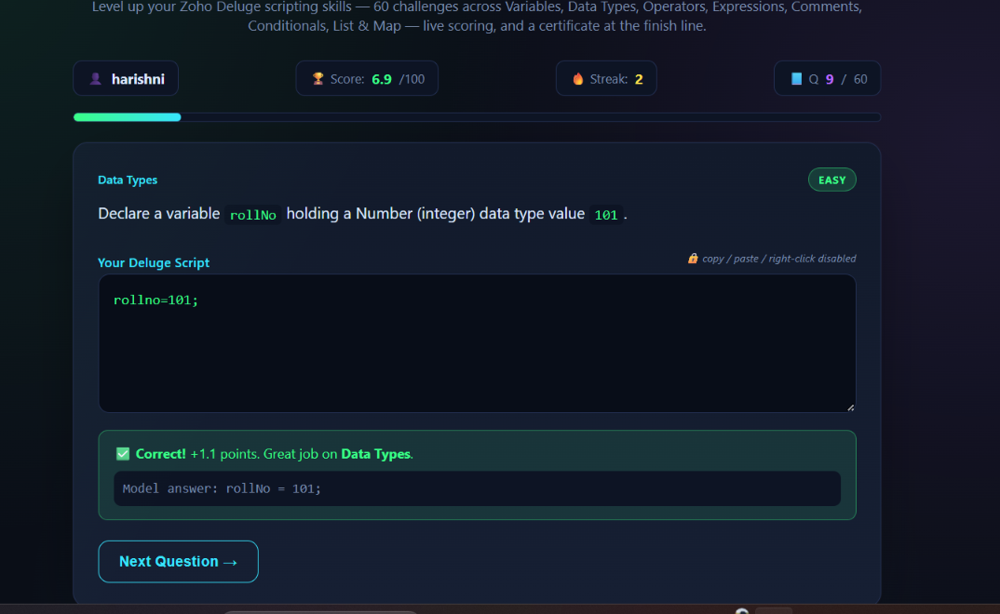 Level up your Zoho Deluge scripting skills — 60 challenges across Variables, Data Types, Operators, Expressions, Comments,
Conditionals, List & Map — live scoring, and a certificate at the finish line.
harishni
Score: 6.9 /100
Streak: 2
Q 9 / 60
Data Types
EASY
Declare a variable rollNo holding a Number (integer) data type value 101 .
Your Deluge Script
copy / paste / right-click disabled
rollno=101;
Correct! +1.1 points. Great job on Data Types.
Model answer: rollNo = 101;
Next Question →